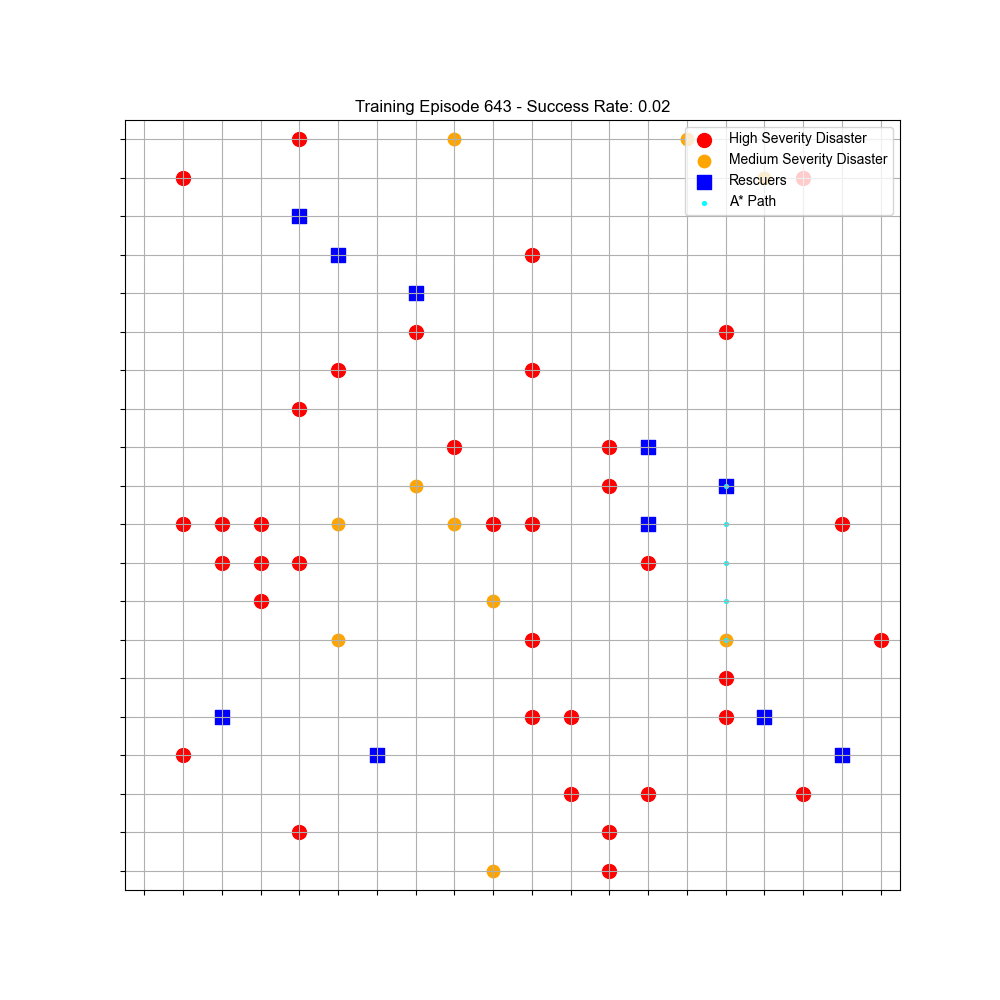 Training Episode 643 - Success Rate: 0.02
High Severity Disaster
Medium Severity Disaster
Rescuers
A* Path